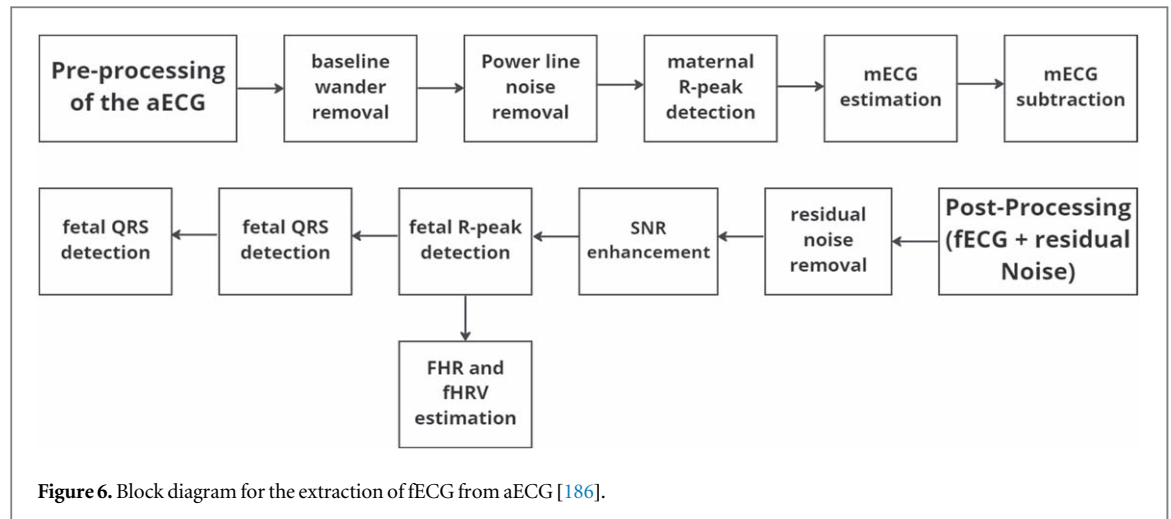 Pre-processing
of the aECG
baseline
wander
removal
Power line
noise
removal
maternal
R-peak
detection
mECG
estimation
mECG
subtraction
fetal QRS
detection
fetal QRS
detection
fetal R-peak
detection
SNR
enhancement
residual
noise
removal
Post-Processing
(fECG + residual
Noise)
FHR and
fHRV
estimation
Figure 6. Block diagram for the extraction of fECG from aECG [186].